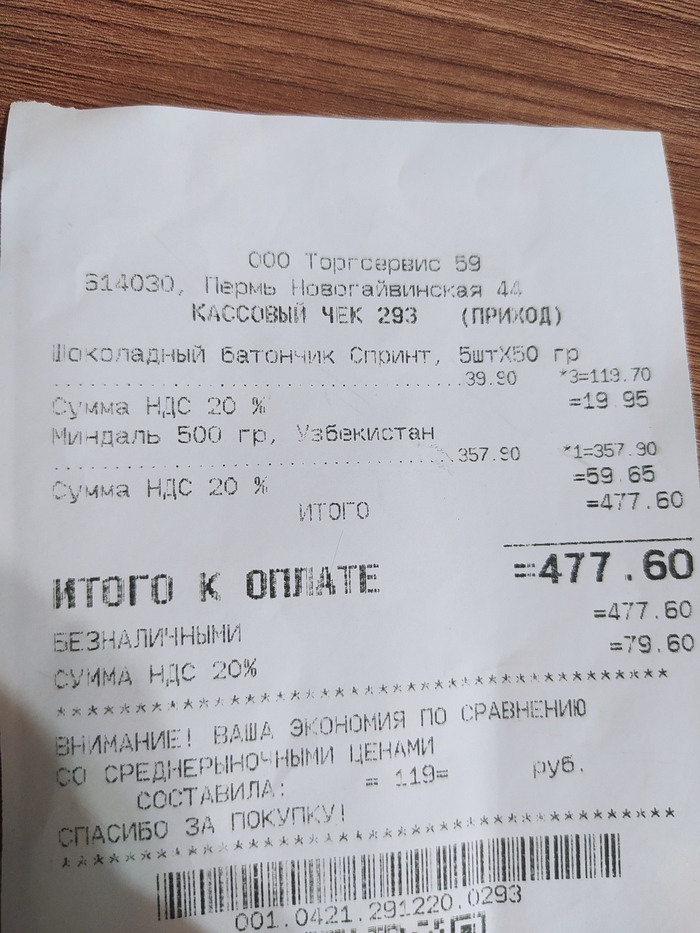 ООО Торгсервис 59
614030, Пермь Новогайвинская 44
КАССОВЫЙ ЧЕК 293 (ПРИХОД)
Шоколадный батончик Спринт, 5штX50 гр
39.90 *3=119.70
Сумма НДС 20 % =19.95
Миндаль 500 гр, Узбекистан
357.90 *1=357.90
Сумма НДС 20 % =59.65
ИТОГО =477.60
ИТОГО К ОПЛАТЕ =477.60
БЕЗНАЛИЧНЫМИ =477.60
СУММА НДС 20% =79.60
ВНИМАНИЕ! ВАША ЭКОНОМИЯ ПО СРАВНЕНИЮ
СО СРЕДНЕРЫНОЧНЫМИ ЦЕНАМИ
СОСТАВИЛА: = 119= руб.
СПАСИБО ЗА ПОКУПКУ!
001.0421.291220.0293